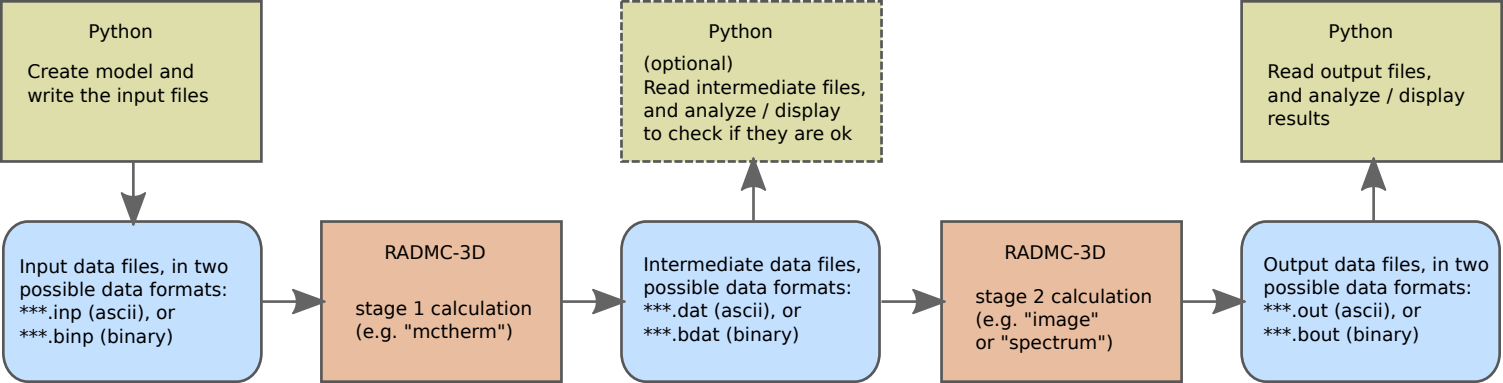 Python
Create model and
write the input files
Python
(optional)
Read intermediate files,
and analyze / display
to check if they are ok
Python
Read output files,
and analyze / display
results
Input data files, in two
possible data formats:
***.inp (ascii), or
***.binp (binary)
RADMC-3D
stage 1 calculation
(e.g. "mctherm")
Intermediate data files,
possible data formats:
***.dat (ascii), or
***.bdat (binary)
RADMC-3D
stage 2 calculation
(e.g. "image"
or "spectrum")
Output data files, in two
possible data formats:
***.out (ascii), or
***.bout (binary)